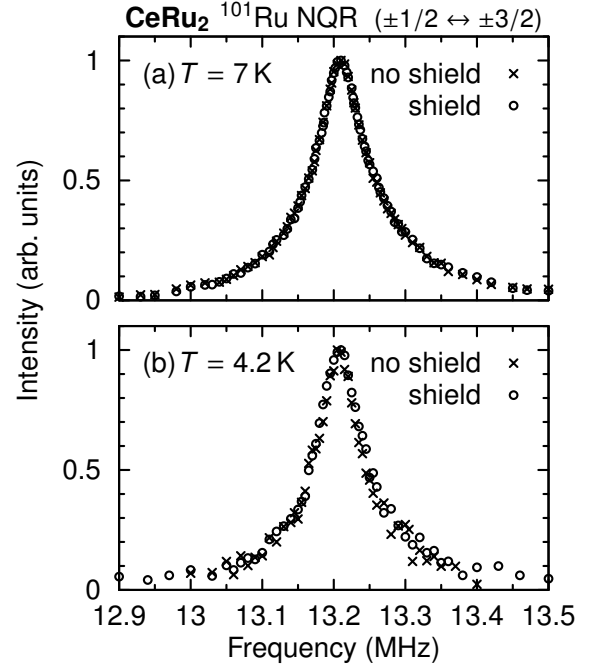 CeRu₂ ¹⁰¹Ru NQR (±1/2 ↔ ±3/2)
(a) T = 7 K
no shield ×
shield ○
1
0.5
0
(b) T = 4.2 K
no shield ×
shield ○
1
0.5
0
Intensity (arb. units)
12.9 13 13.1 13.2 13.3 13.4 13.5
Frequency (MHz)